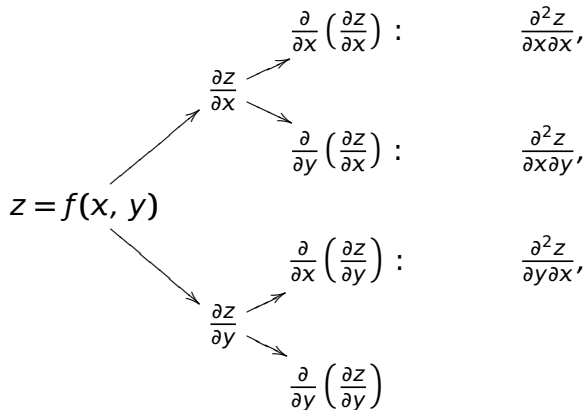 ∂/∂x (∂z/∂x) : ∂²z/∂x∂x,
∂z/∂x
∂/∂y (∂z/∂x) : ∂²z/∂x∂y,
z = f(x, y)
∂/∂x (∂z/∂y) : ∂²z/∂y∂x,
∂z/∂y
∂/∂y (∂z/∂y)